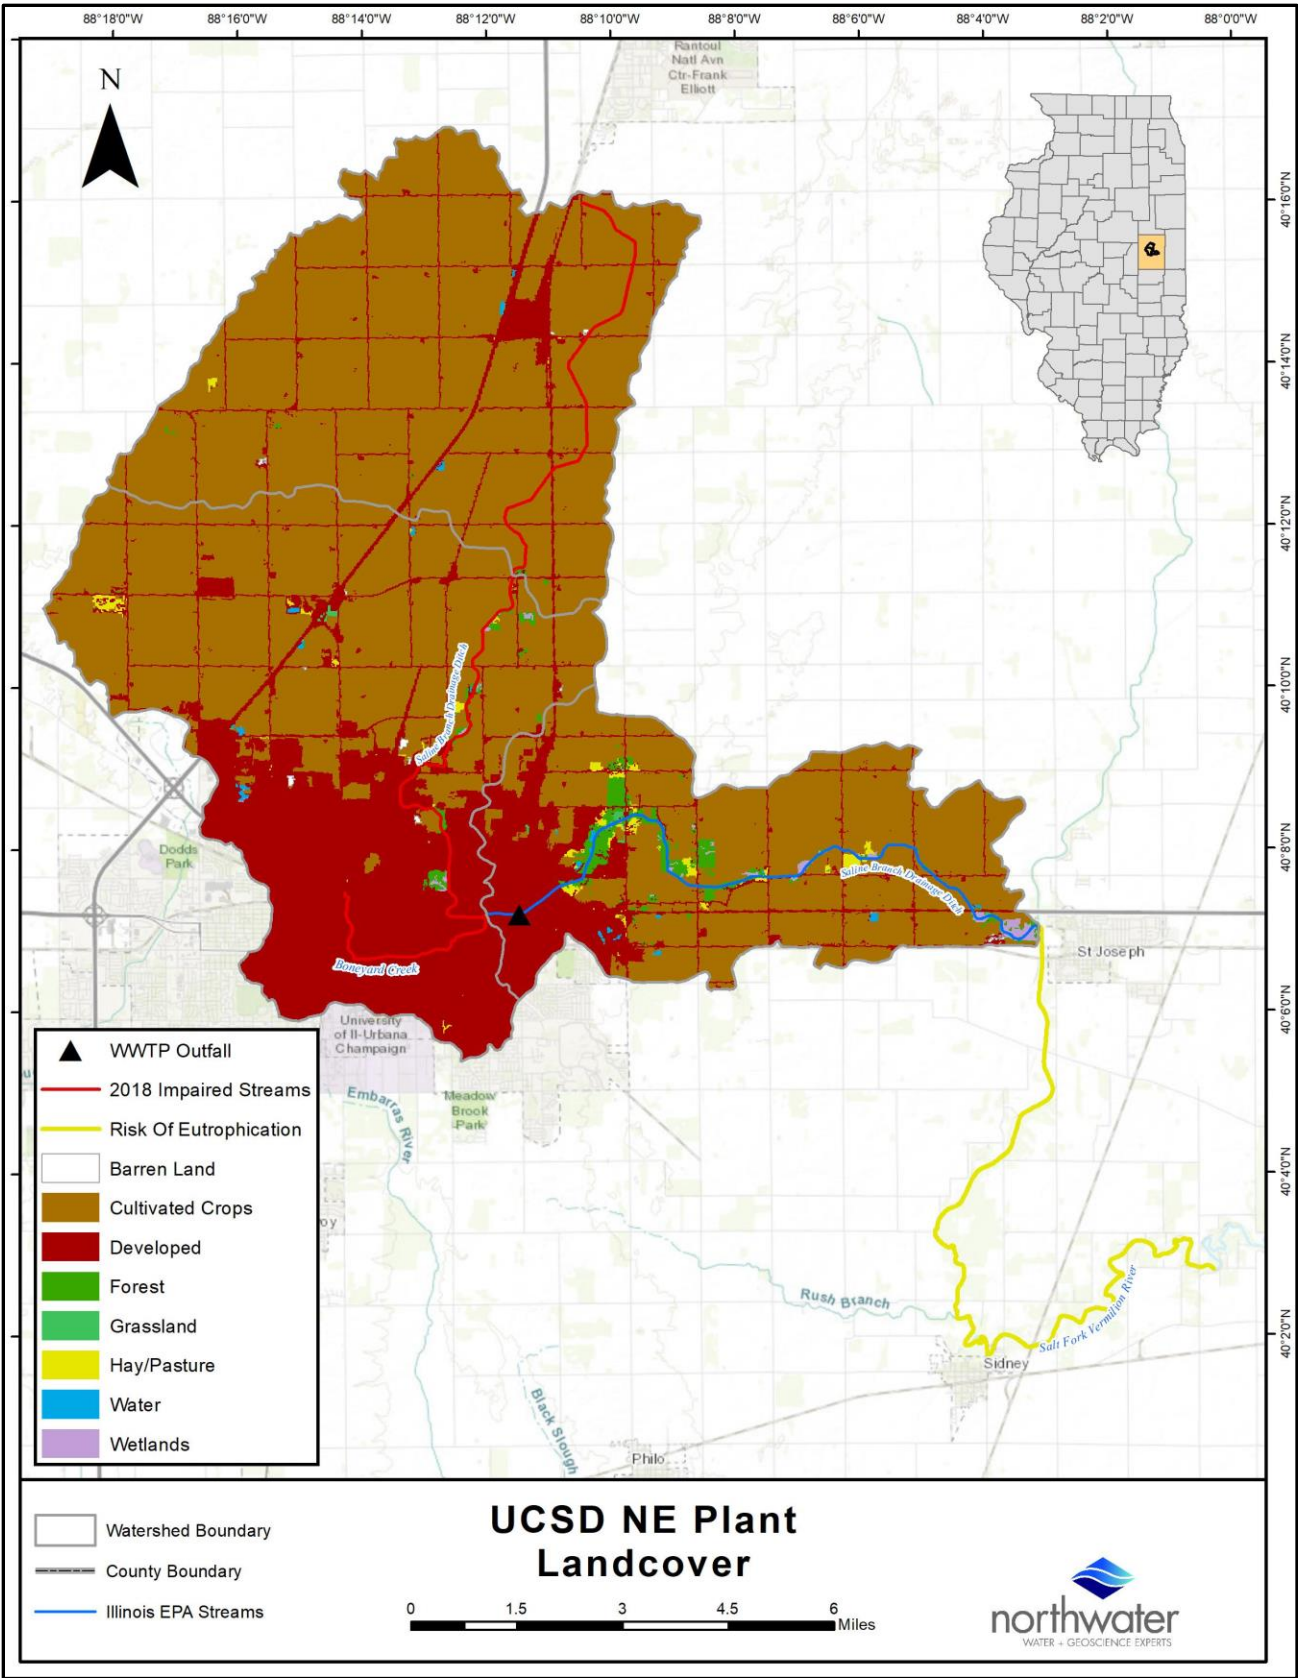 88°18'0"W
88°16'0"W
88°14'0"W
88°12'0"W
88°10'0"W
88°8'0"W
88°6'0"W
88°4'0"W
88°2'0"W
88°0'0"W
N
Rantoul
Natl Avn
Ctr-Frank
Elliott
40°16'0"N
40°14'0"N
40°12'0"N
40°10'0"N
40°8'0"N
40°6'0"N
40°4'0"N
40°2'0"N
Saline Branch Drainage Ditch
Dodds
Park
Saline Branch Drainage Ditch
St Joseph
Boneyard Creek
University
of Il-Urbana
Champaign
Embarras River
Meadow
Brook
Park
oy
Rush Branch
Salt Fork Vermilion River
Sidney
Black Slough
Philo
WWTP Outfall
2018 Impaired Streams
Risk Of Eutrophication
Barren Land
Cultivated Crops
Developed
Forest
Grassland
Hay/Pasture
Water
Wetlands
Watershed Boundary
County Boundary
Illinois EPA Streams
UCSD NE Plant
Landcover
0 1.5 3 4.5 6
Miles
northwater
WATER + GEOSCIENCE EXPERTS